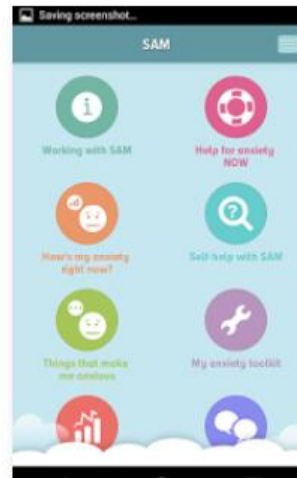 Saving screenshot...
SAM
Working with SAM
Help for anxiety
NOW
How's my anxiety
right now?
Self-help with SAM
Things that make
me anxious
My anxiety toolkit